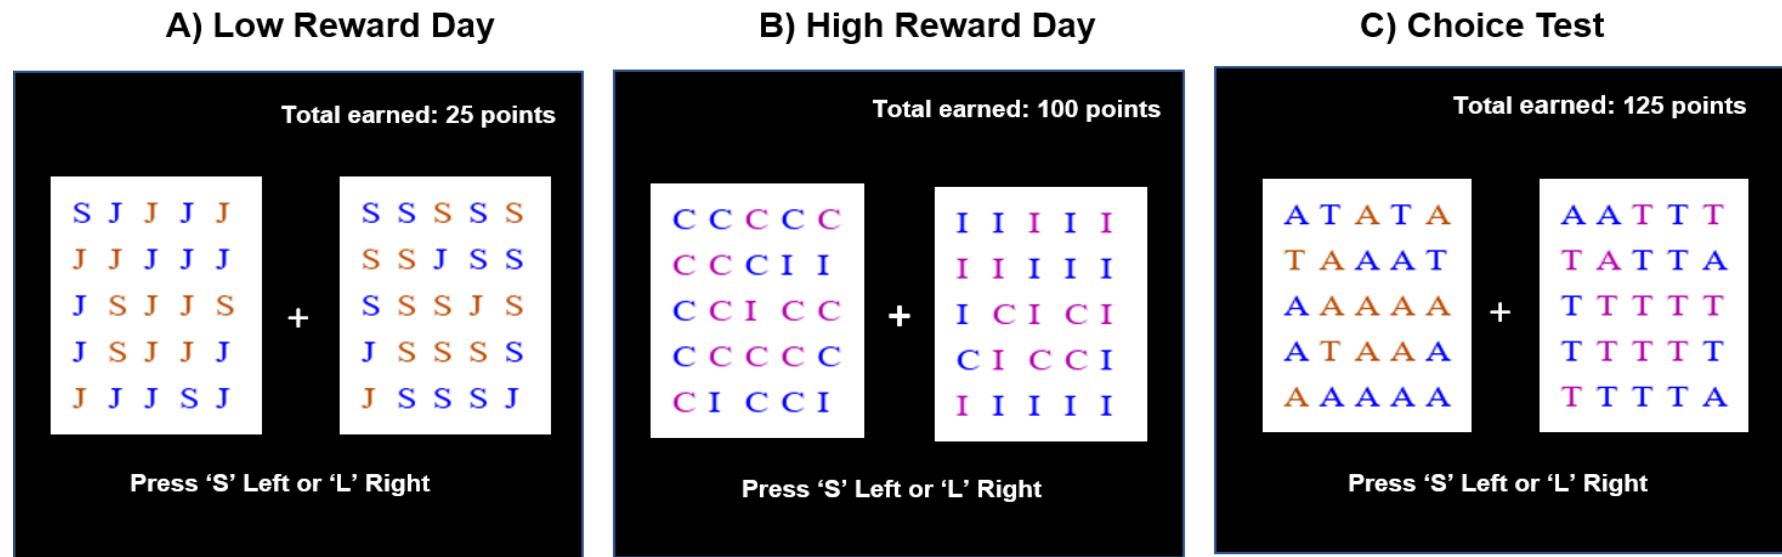 A) Low Reward Day
Total earned: 25 points
S J J J J
J J J J J
J S J J S
J S J J J
J J J S J
+
S S S S S
S S J S S
S S S J S
J S S S S
J S S S J
Press ‘S’ Left or ‘L’ Right
B) High Reward Day
Total earned: 100 points
C C C C C
C C C I I
C C I C C
C C C C C
C I C C I
+
I I I I I
I I I I I
I C I C I
C I C C I
I I I I I
Press ‘S’ Left or ‘L’ Right
C) Choice Test
Total earned: 125 points
A T A T A
T A A A T
A A A A A
A T A A A
A A A A A
+
A A T T T
T A T T A
T T T T T
T T T T T
T T T T A
Press ‘S’ Left or ‘L’ Right